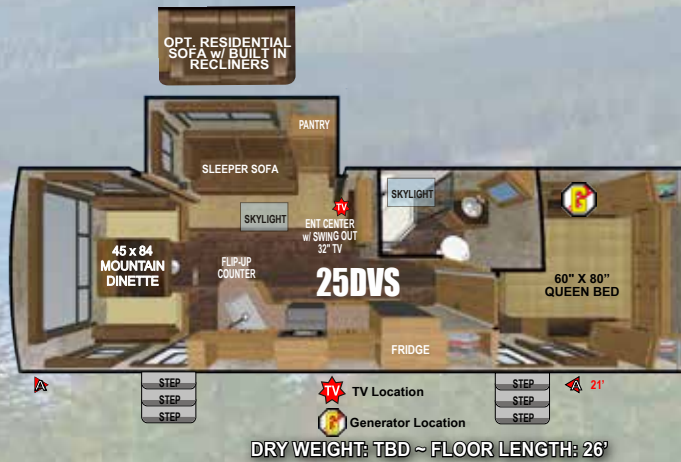 OPT. RESIDENTIAL
SOFA w/ BUILT IN
RECLINERS
PANTRY
SLEEPER SOFA
SKYLIGHT
SKYLIGHT
TV
ENT CENTER
w/ SWING OUT
32" TV
G
45 x 84
MOUNTAIN
DINETTE
FLIP-UP
COUNTER
25DVS
60" X 80”
QUEEN BED
FRIDGE
A
STEP
STEP
STEP
TV
TV Location
G
Generator Location
STEP
STEP
STEP
A
21'
DRY WEIGHT: TBD ~ FLOOR LENGTH: 26’